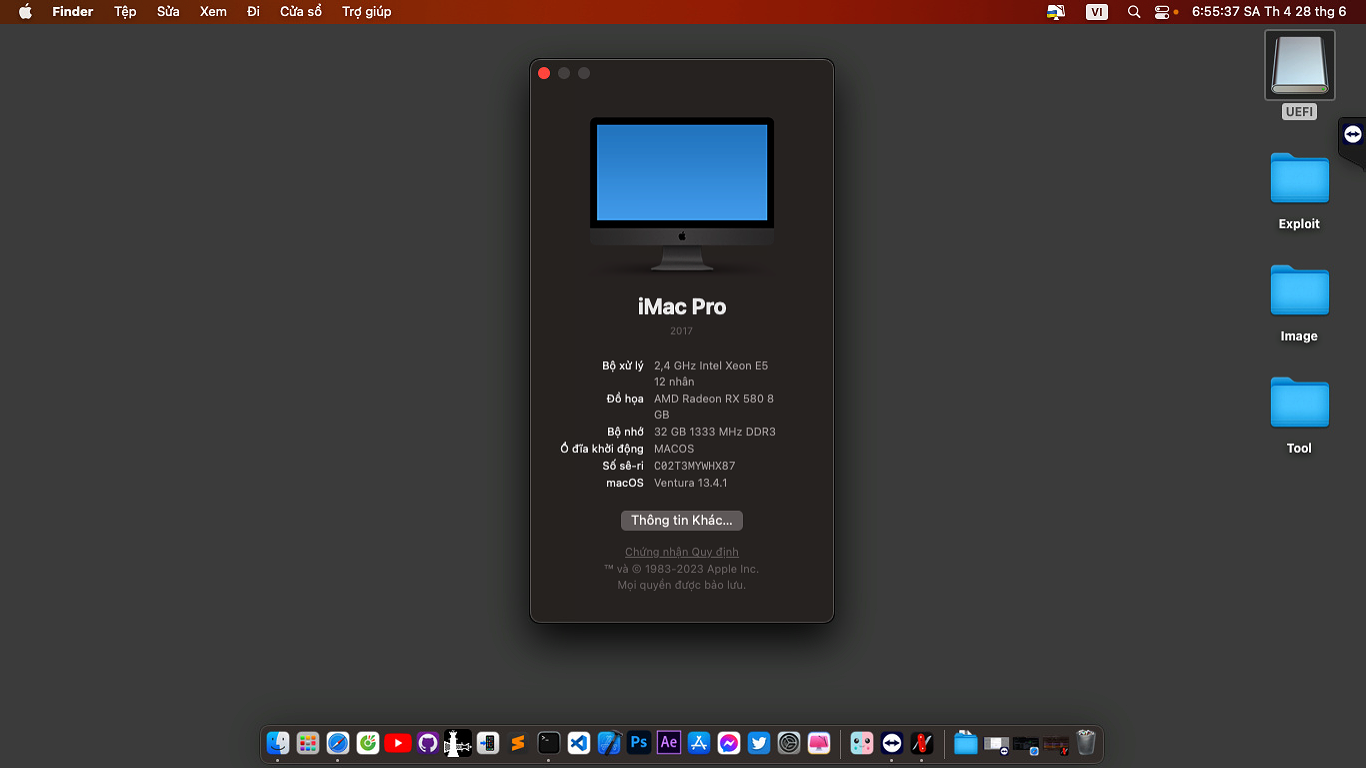 Finder Tệp Sửa Xem Đi Cửa sổ Trợ giúp VI 6:55:37 SA Th 4 28 thg 6
UEFI
Exploit
Image
Tool
iMac Pro
2017
Bộ xử lý 2,4 GHz Intel Xeon E5
12 nhân
Đồ họa AMD Radeon RX 580 8
GB
Bộ nhớ 32 GB 1333 MHz DDR3
Ổ đĩa khởi động MACOS
Số sê-ri C02T3MYWHX87
macOS Ventura 13.4.1
Thông tin Khác...
Chứng nhận Quy định
™ và © 1983-2023 Apple Inc.
Mọi quyền được bảo lưu.
Ps Ae